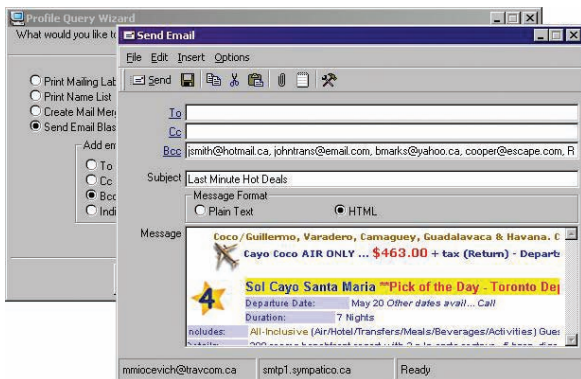 Profile Query Wizard
What would you like t
Print Mailing Lab
Print Name List
Create Mail Merg
Send Email Blas
Add em
To
Cc
Bcc
Indi
Send Email
File Edit Insert Options
Send
To
Cc
Bcc jsmith@hotmail.ca, johntrans@email.com, bmarks@yahoo.ca, cooper@escape.com, R
Subject Last Minute Hot Deals
Message Format
Plain Text HTML
Message
Coco/Guillermo, Varadero, Camaguey, Guadalavaca & Havana. C
Cayo Coco AIR ONLY ... $463.00 + tax (Return) - Departs
4
Sol Cayo Santa Maria **Pick of the Day - Toronto Dep
Departure Date: May 20 Other dates avail... Call
Duration: 7 Nights
Includes: All-Inclusive (Air/Hotel/Transfers/Meals/Beverages/Activities) Gues
mmiocevich@travcom.ca smtp1.sympatico.ca Ready